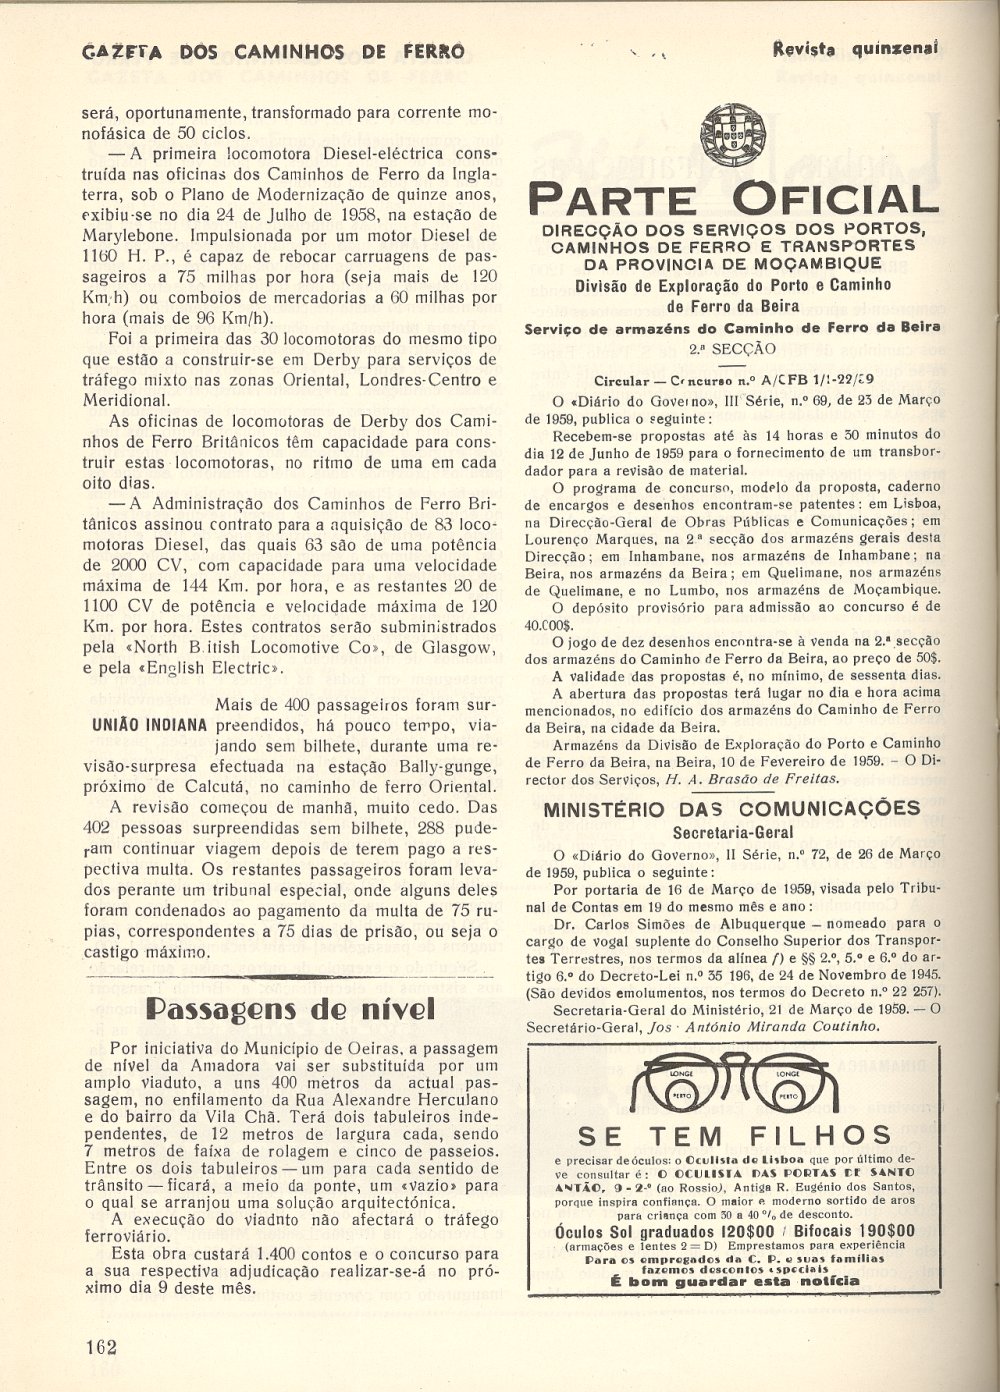 GAZETA DOS CAMINHOS DE FERRO
Revista quinzenal
será, oportunamente, transformado para corrente mo-
nofásica de 50 ciclos.
— A primeira locomotora Diesel-eléctrica cons-
truída nas oficinas dos Caminhos de Ferro da Ingla-
terra, sob o Plano de Modernização de quinze anos,
exibiu-se no dia 24 de Julho de 1958, na estação de
Marylebone. Impulsionada por um motor Diesel de
1160 H. P., é capaz de rebocar carruagens de pas-
sageiros a 75 milhas por hora (seja mais de 120
Km/h) ou comboios de mercadorias a 60 milhas por
hora (mais de 96 Km/h).
Foi a primeira das 30 locomotoras do mesmo tipo
que estão a construir-se em Derby para serviços de
tráfego mixto nas zonas Oriental, Londres-Centro e
Meridional.
As oficinas de locomotoras de Derby dos Cami-
nhos de Ferro Britânicos têm capacidade para cons-
truir estas locomotoras, no ritmo de uma em cada
oito dias.
— A Administração dos Caminhos de Ferro Bri-
tânicos assinou contrato para a aquisição de 83 loco-
motoras Diesel, das quais 63 são de uma potência
de 2000 CV, com capacidade para uma velocidade
máxima de 144 Km. por hora, e as restantes 20 de
1100 CV de potência e velocidade máxima de 120
Km. por hora. Estes contratos serão subministrados
pela «North B.itish Locomotive Co», de Glasgow,
e pela «English Electric».
UNIÃO INDIANA
Mais de 400 passageiros foram sur-
preendidos, há pouco tempo, via-
jando sem bilhete, durante uma re-
visão-surpresa efectuada na estação Bally-gunge,
próximo de Calcutá, no caminho de ferro Oriental.
A revisão começou de manhã, muito cedo. Das
402 pessoas surpreendidas sem bilhete, 288 pude-
ram continuar viagem depois de terem pago a res-
pectiva multa. Os restantes passageiros foram leva-
dos perante um tribunal especial, onde alguns deles
foram condenados ao pagamento da multa de 75 ru-
pias, correspondentes a 75 dias de prisão, ou seja o
castigo máximo.
Passagens de nível
Por iniciativa do Município de Oeiras, a passagem
de nível da Amadora vai ser substituída por um
amplo viaduto, a uns 400 metros da actual pas-
sagem, no enfilamento da Rua Alexandre Herculano
e do bairro da Vila Chã. Terá dois tabuleiros inde-
pendentes, de 12 metros de largura cada, sendo
7 metros de faixa de rolagem e cinco de passeios.
Entre os dois tabuleiros — um para cada sentido de
trânsito — ficará, a meio da ponte, um «vazio» para
o qual se arranjou uma solução arquitectónica.
A execução do viadnto não afectará o tráfego
ferroviário.
Esta obra custará 1.400 contos e o concurso para
a sua respectiva adjudicação realizar-se-á no pró-
ximo dia 9 deste mês.
162
PARTE OFICIAL
DIRECÇÃO DOS SERVIÇOS DOS PORTOS,
CAMINHOS DE FERRO E TRANSPORTES
DA PROVINCIA DE MOÇAMBIQUE
Divisão de Exploração do Porto e Caminho
de Ferro da Beira
Serviço de armazéns do Caminho de Ferro da Beira
2.ª SECÇÃO
Circular — Concurso n.º A/CFB 1/1-22/59
O «Diário do Governo», III Série, n.º 69, de 23 de Março
de 1959, publica o seguinte:
Recebem-se propostas até às 14 horas e 30 minutos do
dia 12 de Junho de 1959 para o fornecimento de um transbor-
dador para a revisão de material.
O programa de concurso, modelo da proposta, caderno
de encargos e desenhos encontram-se patentes: em Lisboa,
na Direcção-Geral de Obras Públicas e Comunicações; em
Lourenço Marques, na 2.ª secção dos armazéns gerais desta
Direcção; em Inhambane, nos armazéns de Inhambane; na
Beira, nos armazéns da Beira; em Quelimane, nos armazéns
de Quelimane, e no Lumbo, nos armazéns de Moçambique.
O depósito provisório para admissão ao concurso é de
40.000$.
O jogo de dez desenhos encontra-se à venda na 2.ª secção
dos armazéns do Caminho de Ferro da Beira, ao preço de 50$.
A validade das propostas é, no mínimo, de sessenta dias.
A abertura das propostas terá lugar no dia e hora acima
mencionados, no edifício dos armazéns do Caminho de Ferro
da Beira, na cidade da Beira.
Armazéns da Divisão de Exploração do Porto e Caminho
de Ferro da Beira, na Beira, 10 de Fevereiro de 1959. – O Di-
rector dos Serviços, H. A. Brasão de Freitas.
MINISTÉRIO DAS COMUNICAÇÕES
Secretaria-Geral
O «Diário do Governo», II Série, n.º 72, de 26 de Março
de 1959, publica o seguinte:
Por portaria de 16 de Março de 1959, visada pelo Tribu-
nal de Contas em 19 do mesmo mês e ano:
Dr. Carlos Simões de Albuquerque – nomeado para o
cargo de vogal suplente do Conselho Superior dos Transpor-
tes Terrestres, nos termos da alínea f) e §§ 2.º, 5.º e 6.º do ar-
tigo 6.º do Decreto-Lei n.º 35 196, de 24 de Novembro de 1945.
(São devidos emolumentos, nos termos do Decreto n.º 22 257).
Secretaria-Geral do Ministério, 21 de Março de 1959. — O
Secretário-Geral, Jos · António Miranda Coutinho.
LONGE LONGE
PERTO PERTO
SE TEM FILHOS
e precisar de óculos: o Oculista de Lisboa que por último de-
ve consultar é: O OCULISTA DAS PORTAS DE SANTO
ANTÃO, 9-2.º (ao Rossio), Antiga R. Eugénio dos Santos,
porque inspira confiança. O maior e moderno sortido de aros
para criança com 30 a 40 % de desconto.
Óculos Sol graduados 120$00 / Bifocais 190$00
(armações e lentes 2 = D) Emprestamos para experiência
Para os empregados da C. P. e suas famílias
fazemos descontos especiais
É bom guardar esta notícia